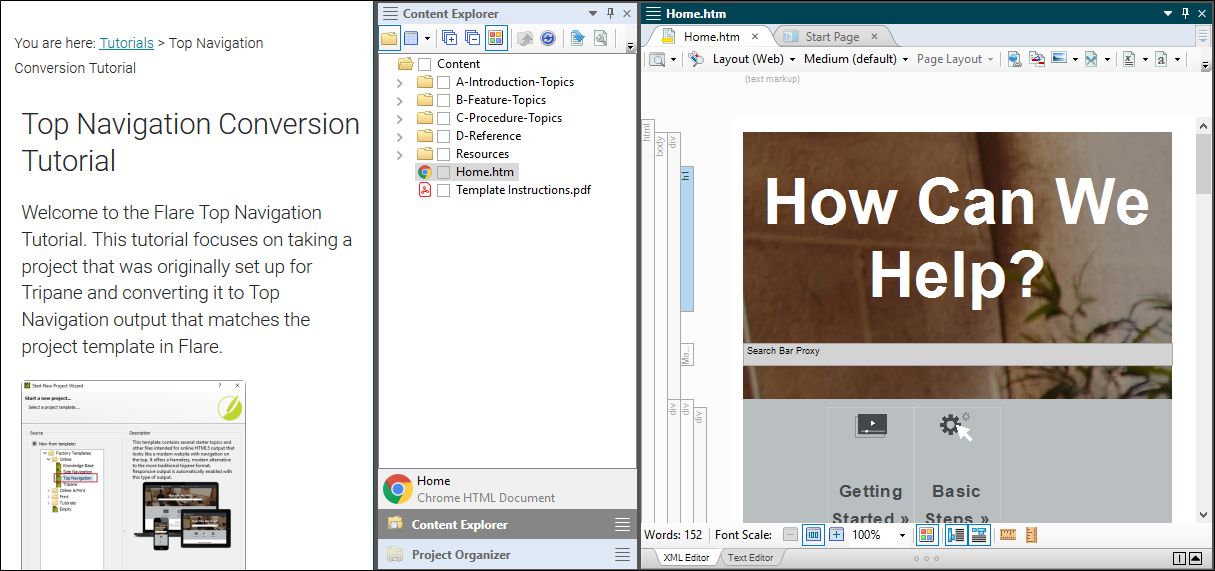 You are here: Tutorials > Top Navigation
Conversion Tutorial
Top Navigation Conversion
Tutorial
Welcome to the Flare Top Navigation
Tutorial. This tutorial focuses on taking a
project that was originally set up for
Tripane and converting it to Top
Navigation output that matches the
project template in Flare.
Start New Project Wizard
Start a new project...
Select a project template...
Source
New from template:
Factory Templates
Online
Knowledge Base
Side Navigation
Top Navigation
Tripane
Online & Print
Print
Tutorials
Empty
Description
This template contains several starter topics and
other files intended for online HTML5 output that
looks like a modern website with navigation on
the top. It offers a frameless, modern alternative
to the more traditional tripane format.
Responsive output is automatically enabled with
this type of output.
Content Explorer
Content
A-Introduction-Topics
B-Feature-Topics
C-Procedure-Topics
D-Reference
Resources
Home.htm
Template Instructions.pdf
Home
Chrome HTML Document
Content Explorer
Project Organizer
Home.htm
Home.htm
Start Page
Layout (Web)
Medium (default)
Page Layout
(text markup)
html
body
div
h1
Ma...
div
div
div
How Can We
Help?
Search Bar Proxy
Getting
Started »
Basic
Steps »
Words: 152
Font Scale:
100
100%
XML Editor
Text Editor